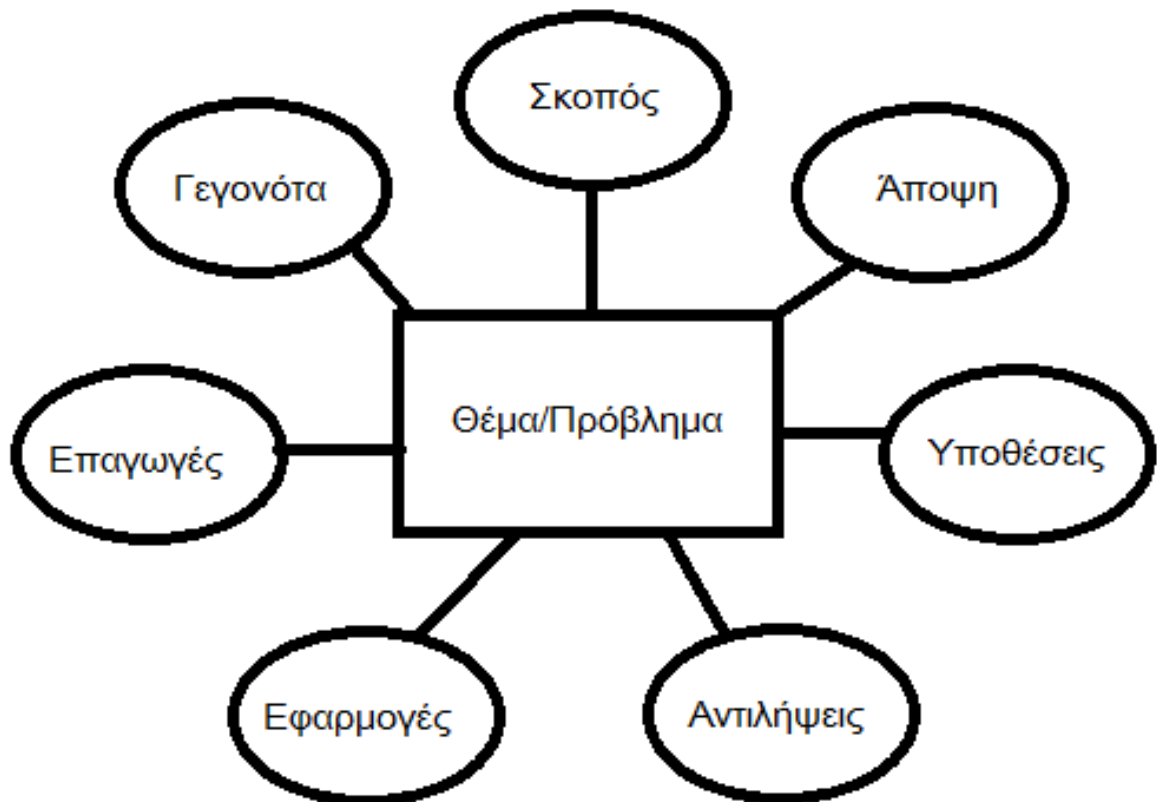 Σκοπός
Γεγονότα
Άποψη
Θέμα/Πρόβλημα
Επαγωγές
Υποθέσεις
Εφαρμογές
Αντιλήψεις